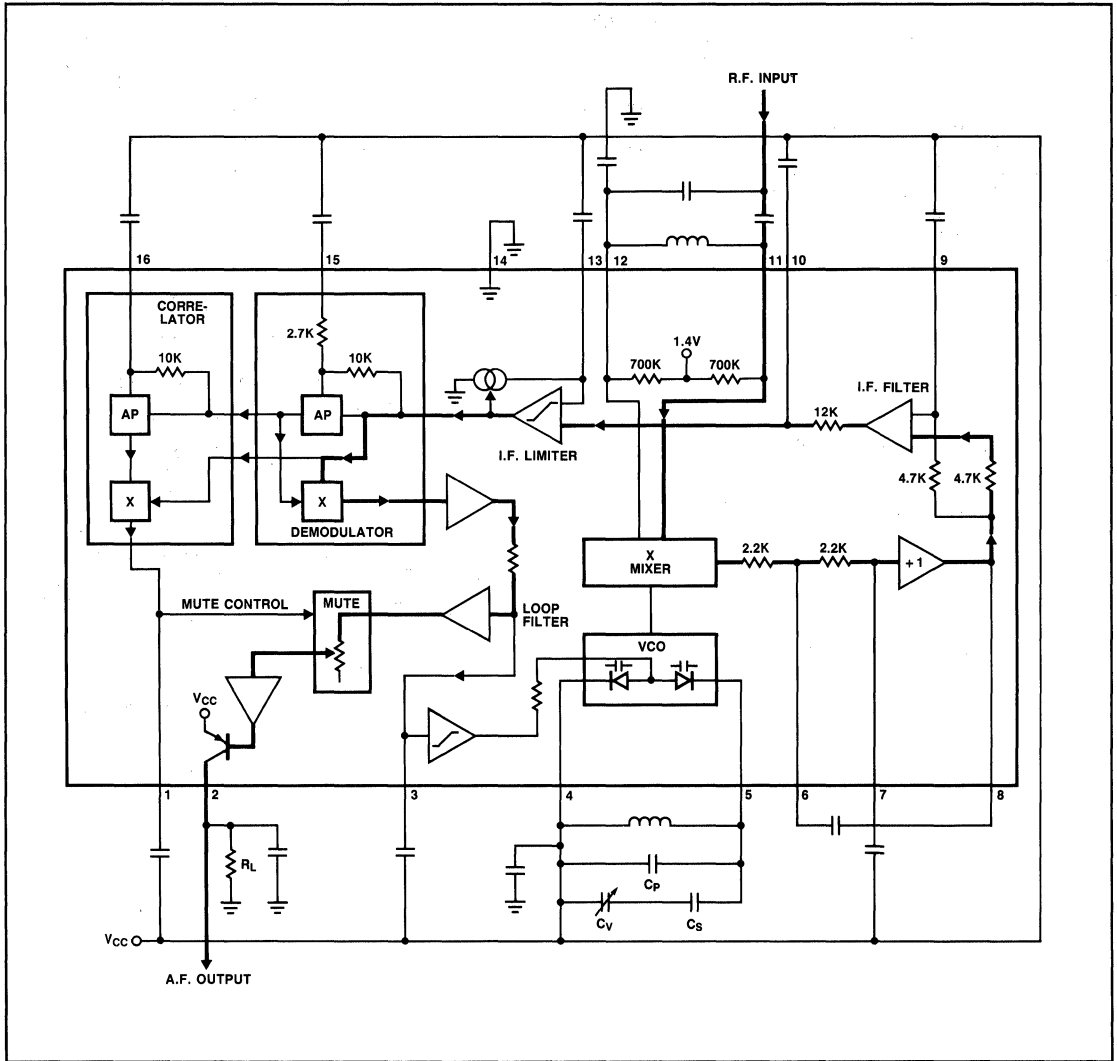 R.F. INPUT
16
15
14
13
12
11
10
9
CORRE-
LATOR
2.7K
10K
10K
1.4V
700K
700K
I.F. FILTER
AP
AP
12K
I.F. LIMITER
4.7K
4.7K
X
X
DEMODULATOR
X
MIXER
2.2K
2.2K
+1
MUTE CONTROL
MUTE
LOOP
FILTER
VCO
VCC
1
2
3
4
5
6
7
8
RL
CP
CV
CS
VCC
A.F. OUTPUT